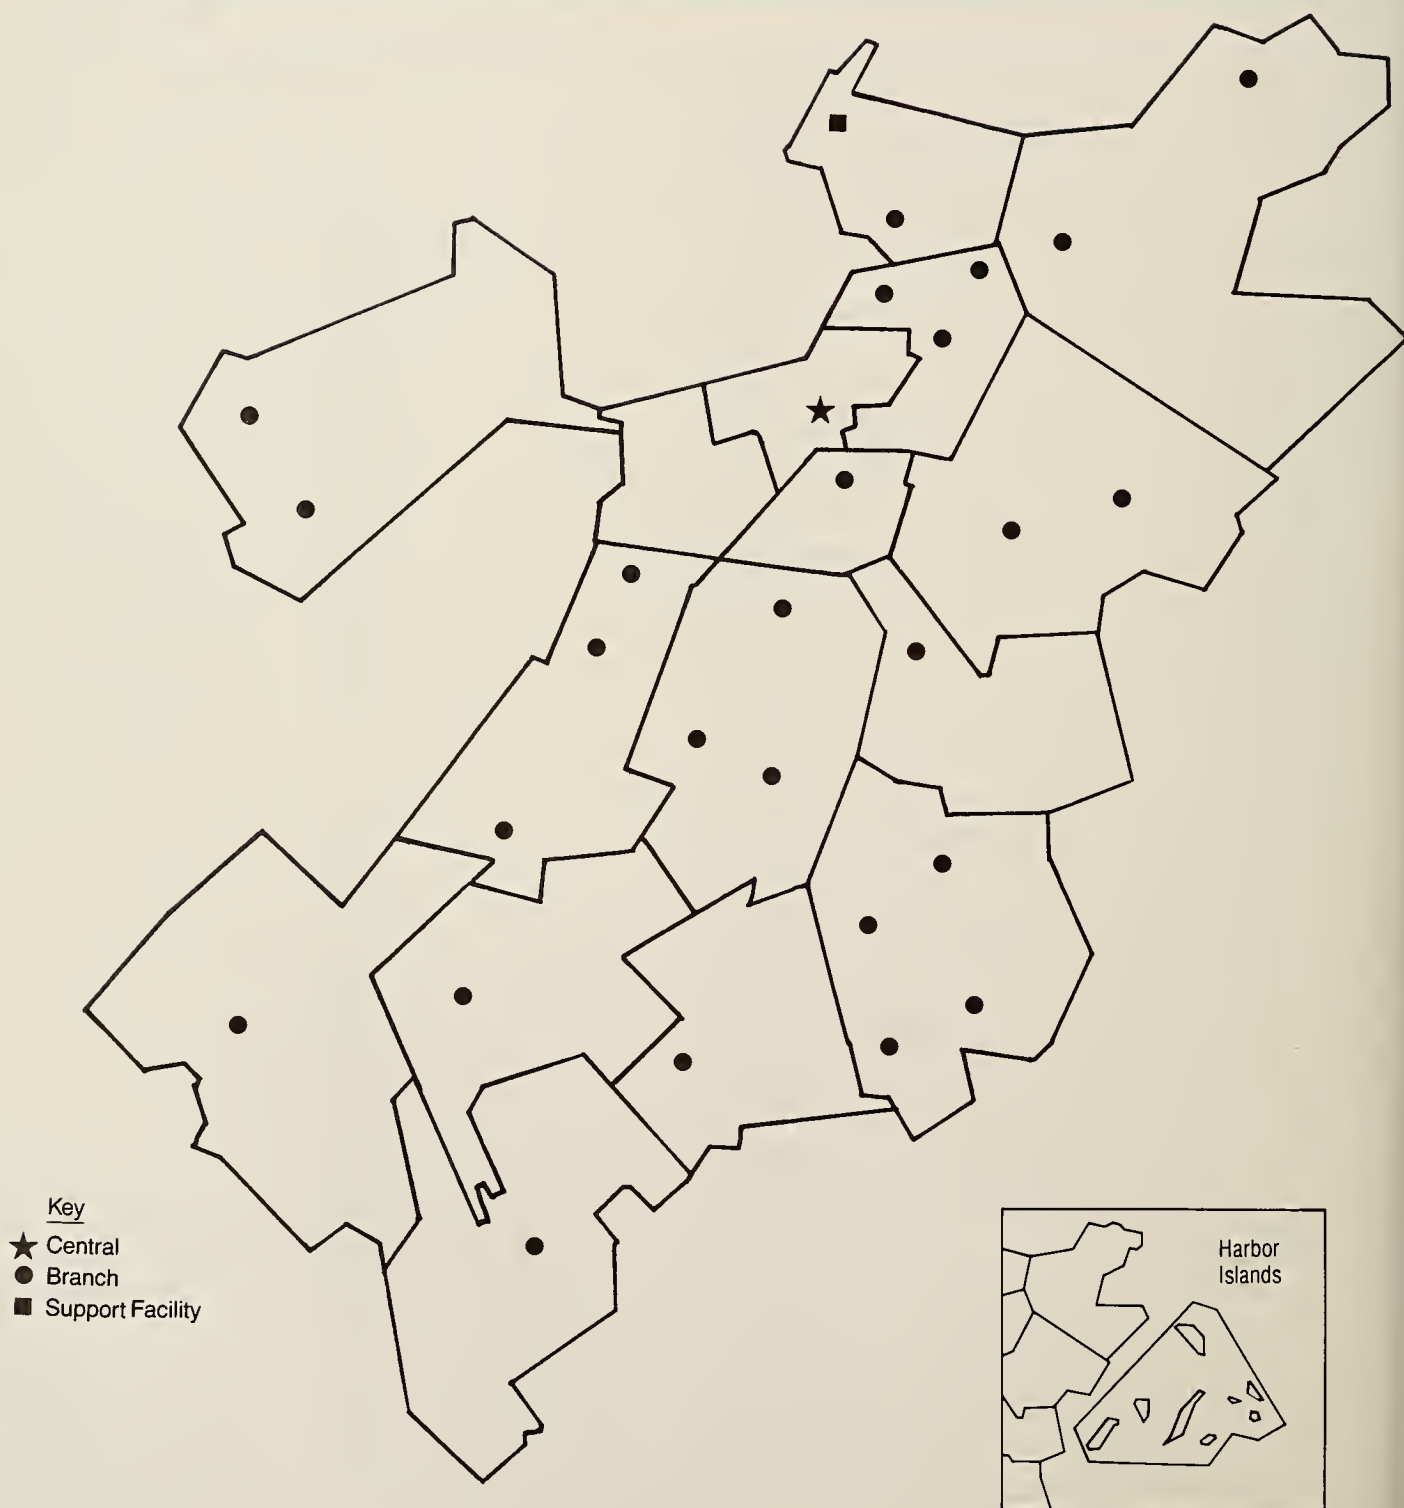 Key
Central
Branch
Support Facility
Harbor
Islands